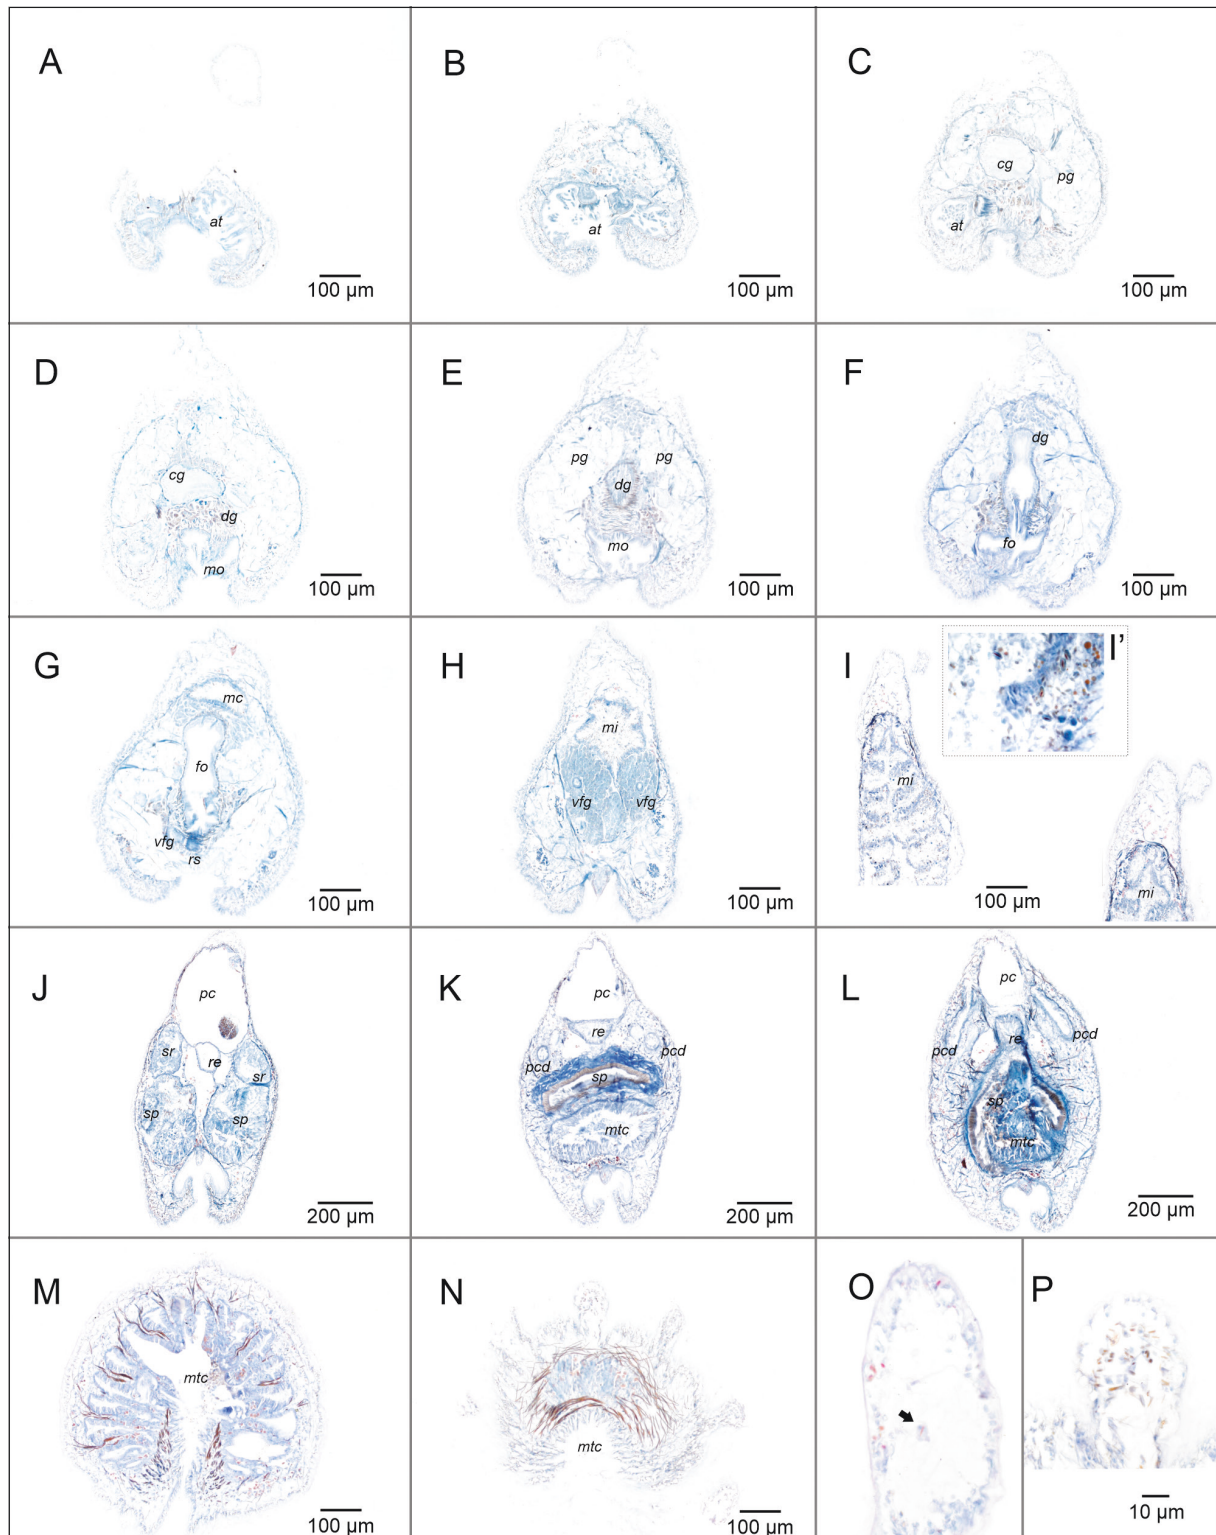 A
at
100 µm
B
at
100 µm
C
cg
pg
at
100 µm
D
cg
dg
mo
100 µm
E
pg
pg
dg
mo
100 µm
F
dg
fo
100 µm
G
mc
fo
vfg
rs
100 µm
H
mi
vfg
vfg
100 µm
I
I'
mi
mi
100 µm
J
pc
sr
re
sr
sp
sp
200 µm
K
pc
re
pcd
pcd
sp
mtc
200 µm
L
pc
re
pcd
pcd
sp
mtc
200 µm
M
mtc
100 µm
N
mtc
100 µm
O
P
10 µm